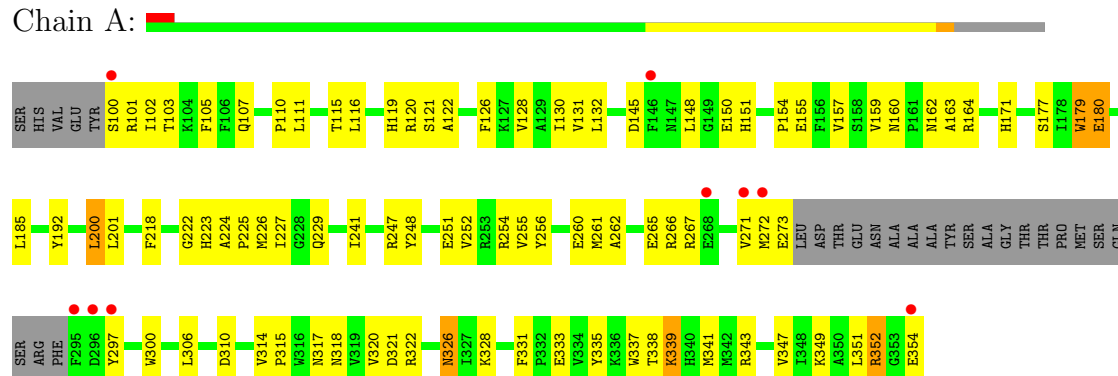 Chain A:
SER HIS VAL GLU TYR S100 R101 I102 T103 K104 F105 F106 Q107 P110 L111 T115 L116 H119 R120 S121 A122 F126 K127 V128 A129 I130 V131 L132 D145 F146 N147 L148 G149 E150 H151 P154 E155 F156 V157 S158 V159 N160 P161 N162 A163 R164 H171 S177 I178 W179 E180
L185 Y192 L200 L201 F218 G222 H223 A224 P225 M226 I227 G228 Q229 I241 R247 Y248 E251 V252 R253 R254 V255 Y256 E260 M261 A262 E265 R266 R267 E268 V271 M272 E273 LEU ASP THR GLU ASN ALA ALA ALA TYR SER ALA GLY THR THR PRO MET SER GLN
SER ARG PHE F295 D296 Y297 W300 L306 D310 V314 P315 W316 N317 N318 V319 V320 D321 R322 N326 I327 K328 F331 P332 E333 V334 Y335 K336 W337 T338 K339 H340 M341 M342 R343 V347 I348 K349 A350 L351 R352 G353 E354